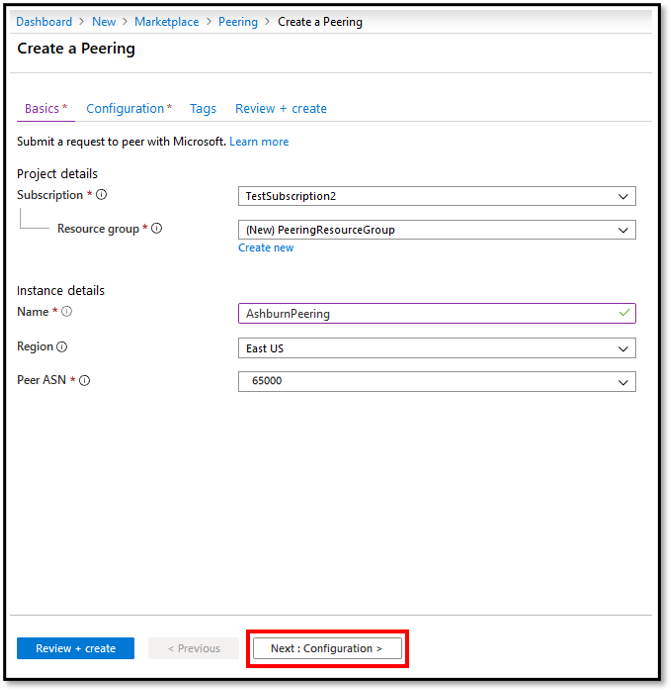 Dashboard > New > Marketplace > Peering > Create a Peering
Create a Peering
Basics * Configuration * Tags Review + create
Submit a request to peer with Microsoft. Learn more
Project details
Subscription * TestSubscription2
Resource group * (New) PeeringResourceGroup
Create new
Instance details
Name * AshburnPeering
Region East US
Peer ASN * 65000
Review + create < Previous Next : Configuration >